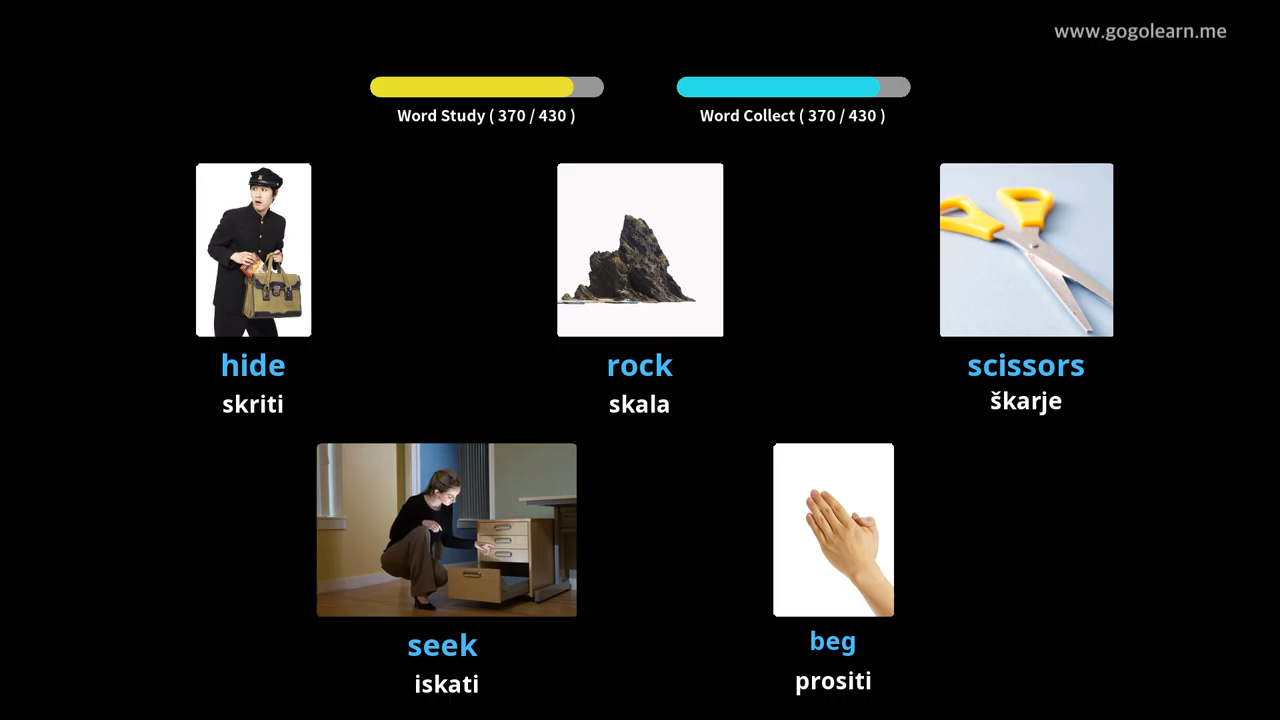 www.gogolearn.me
Word Study ( 370 / 430 )
Word Collect ( 370 / 430 )
hide
skriti
rock
skala
scissors
škarje
seek
iskati
beg
prositi